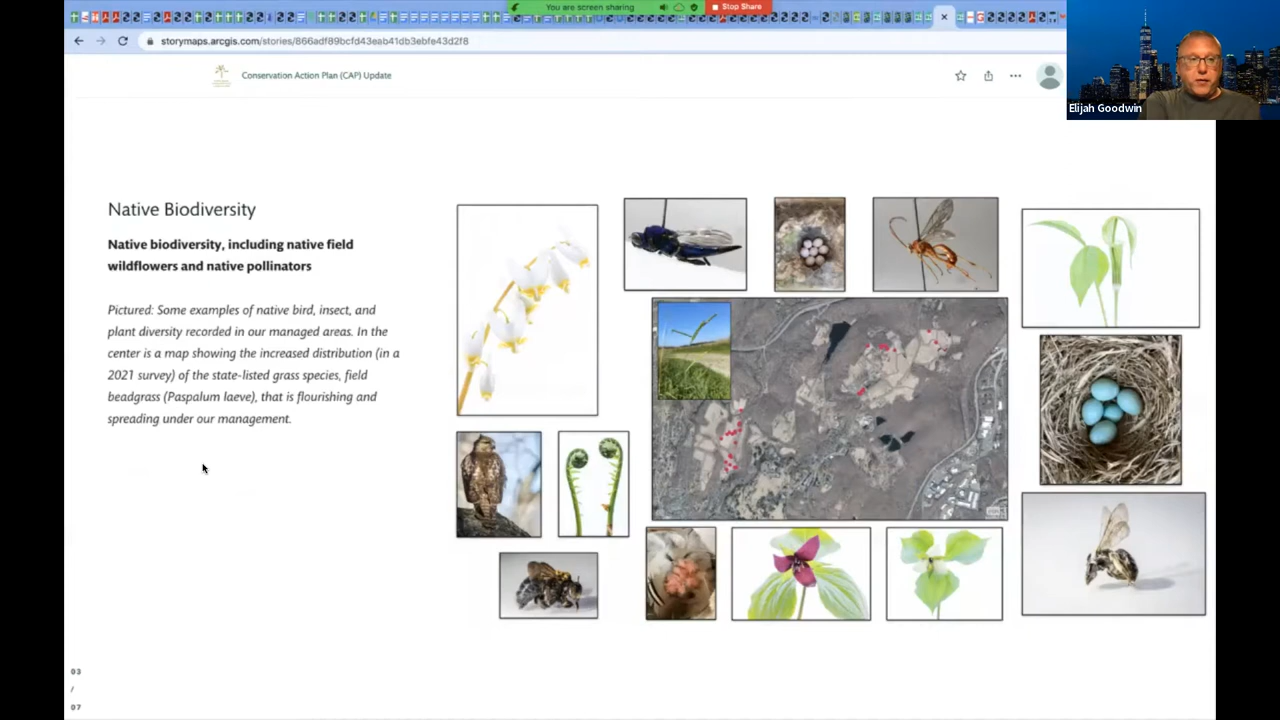 You are screen sharing
Stop Share
storymaps.arcgis.com/stories/866adf89bcfd43eab41db3ebfe43d2f8
Conservation Action Plan (CAP) Update
Elijah Goodwin
Native Biodiversity
Native biodiversity, including native field
wildflowers and native pollinators
Pictured: Some examples of native bird, insect, and
plant diversity recorded in our managed areas. In the
center is a map showing the increased distribution (in a
2021 survey) of the state-listed grass species, field
beadgrass (Paspalum laeve), that is flourishing and
spreading under our management.
03
/
07